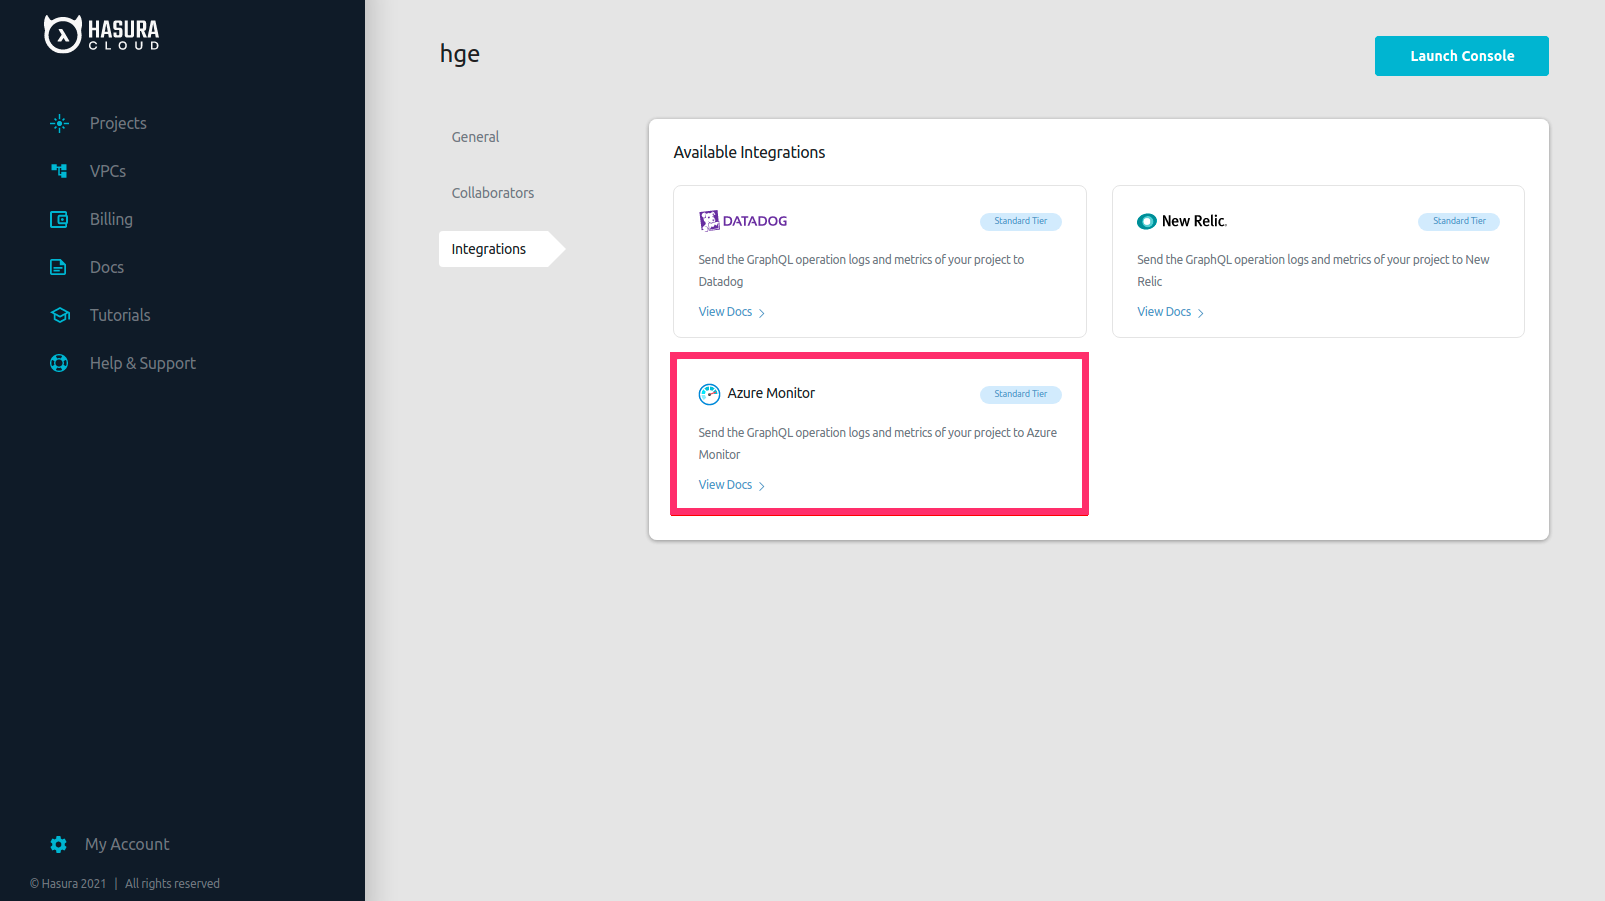 HASURA
CLOUD
Projects
VPCs
Billing
Docs
Tutorials
Help & Support
My Account
© Hasura 2021 | All rights reserved
hge
Launch Console
General
Collaborators
Integrations
Available Integrations
DATADOG
Standard Tier
Send the GraphQL operation logs and metrics of your project to
Datadog
View Docs
New Relic.
Standard Tier
Send the GraphQL operation logs and metrics of your project to New
Relic
View Docs
Azure Monitor
Standard Tier
Send the GraphQL operation logs and metrics of your project to Azure
Monitor
View Docs